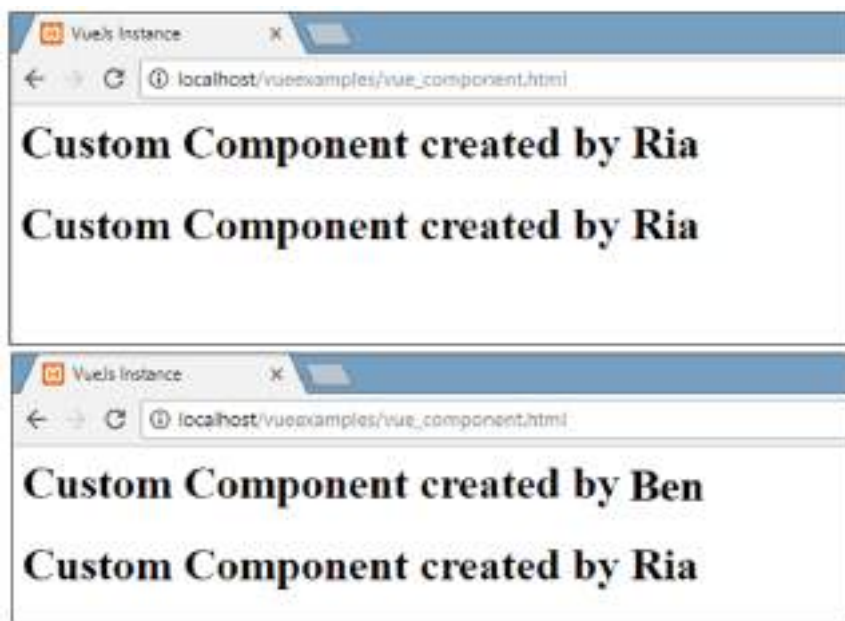 VueJs Instance
localhost/vueexamples/vue_component.html
Custom Component created by Ria
Custom Component created by Ria
VueJs Instance
localhost/vueexamples/vue_component.html
Custom Component created by Ben
Custom Component created by Ria